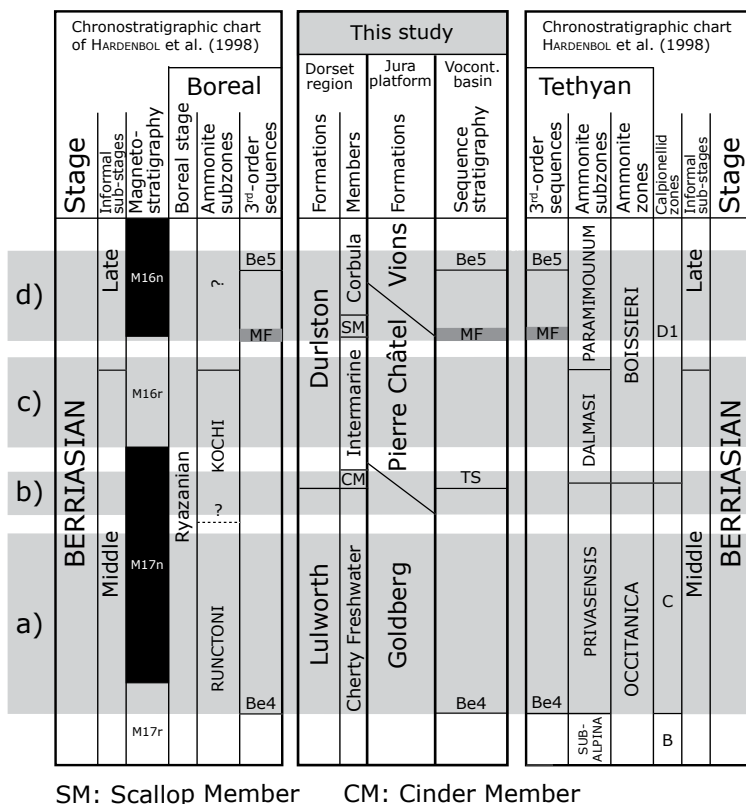 Chronostratigraphic chart
of HARDENBOL et al. (1998)
This study
Chronostratigraphic chart
HARDENBOL et al. (1998)
Boreal
Dorset
region
Jura
platform
Vocont.
basin
Tethyan
Stage
Informal
sub-stages
Magneto-
stratigraphy
Boreal stage
Ammonite
subzones
3rd-order
sequences
Formations
Members
Formations
Sequence
stratigraphy
3rd-order
sequences
Ammonite
subzones
Ammonite
zones
Calpionellid
zones
Informal
sub-stages
Stage
d)
c)
b)
a)
BERRIASIAN
Late
Middle
M16n
M16r
M17n
M17r
Ryazanian
?
KOCHI
?
RUNCTONI
Be5
MF
Be4
Durlston
Lulworth
Corbula
SM
Intermarine
CM
Cherty Freshwater
Vions
Pierre Châtel
Goldberg
Be5
MF
TS
Be4
Be5
MF
Be4
PARAMIMOUNUM
DALMASI
PRIVASENSIS
SUB-
ALPINA
BOISSIERI
OCCITANICA
D1
C
B
Late
Middle
BERRIASIAN
SM: Scallop Member CM: Cinder Member